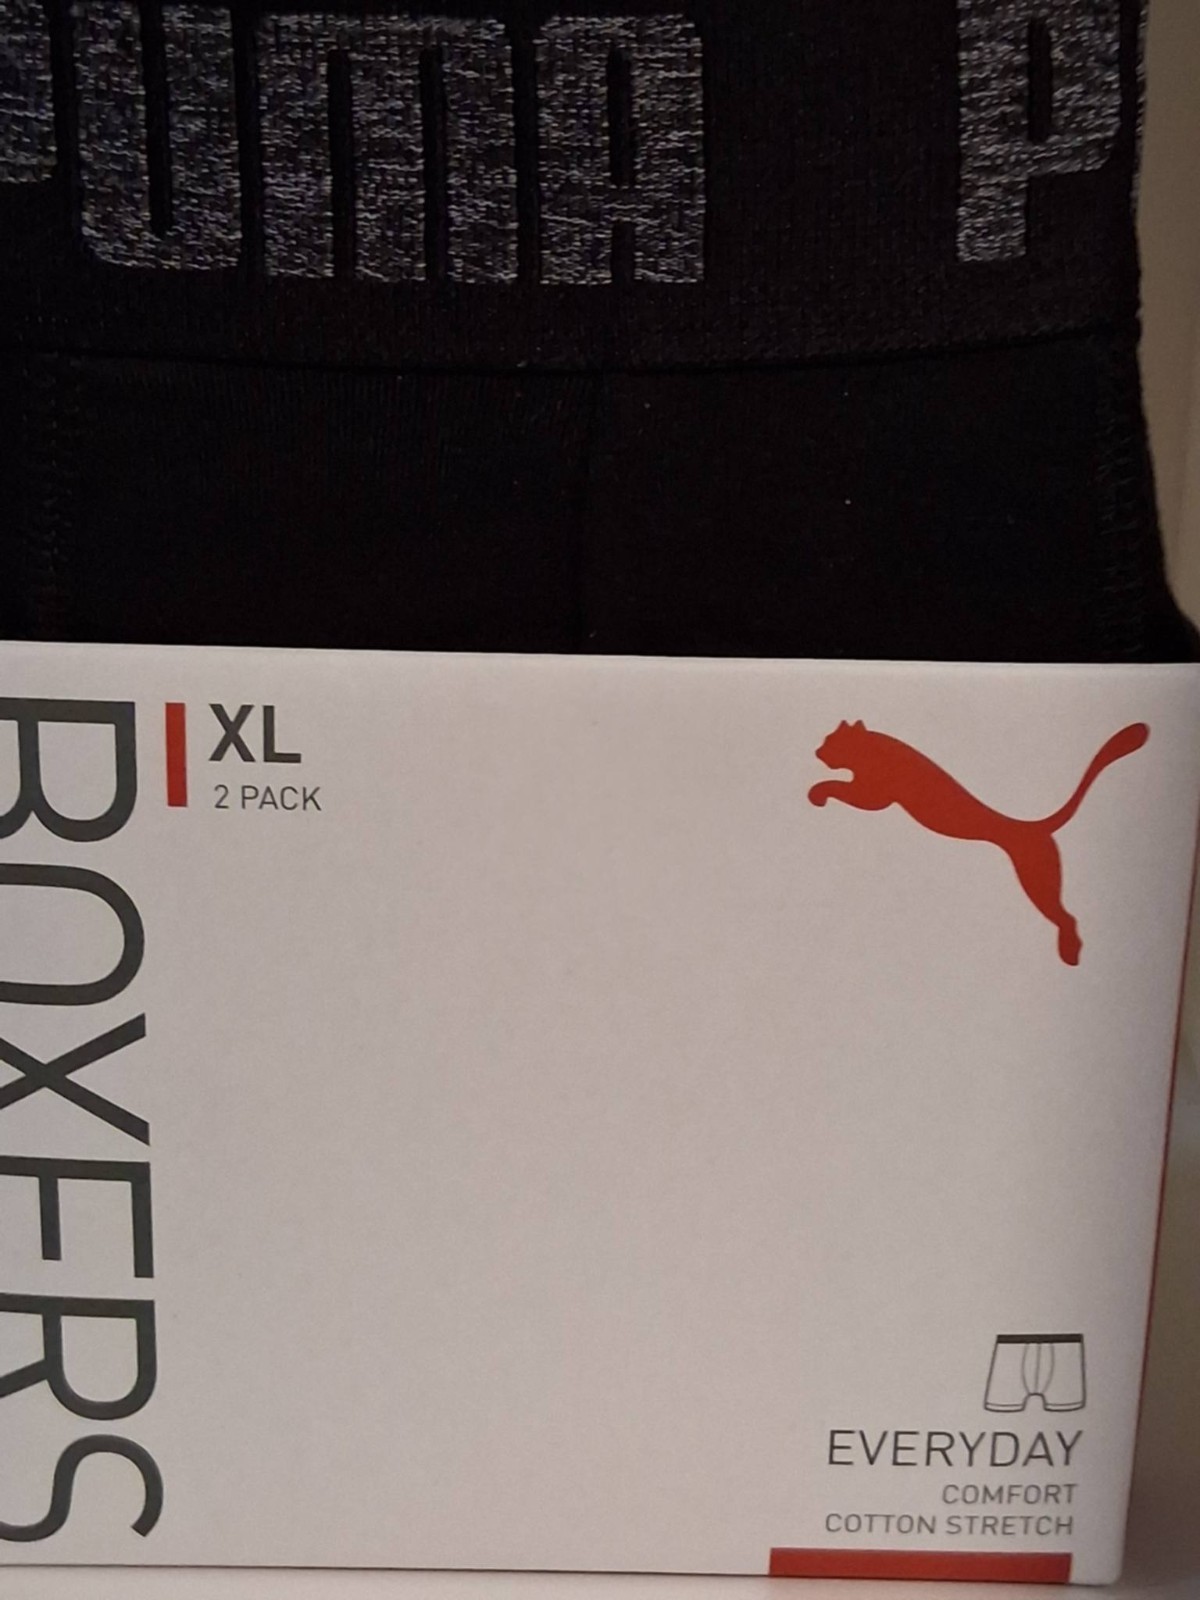 PUMA P
XL
2 PACK
BOXERS
EVERYDAY
COMFORT
COTTON STRETCH